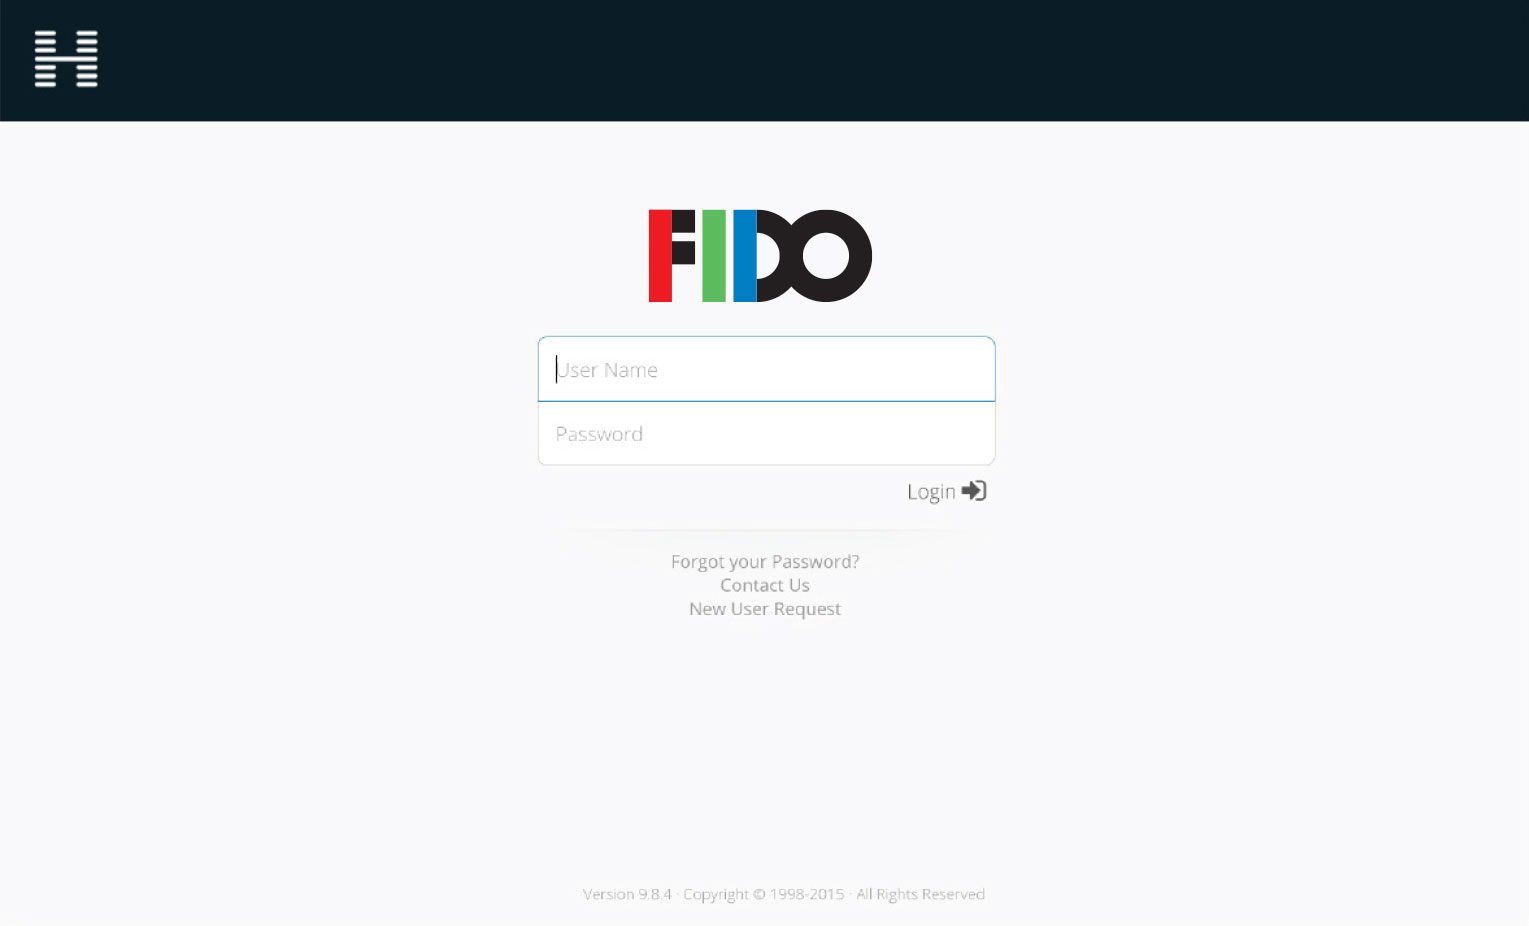 H
FIDO
User Name
Password
Login
Forgot your Password?
Contact Us
New User Request
Version 9.8.4 · Copyright © 1998-2015 · All Rights Reserved